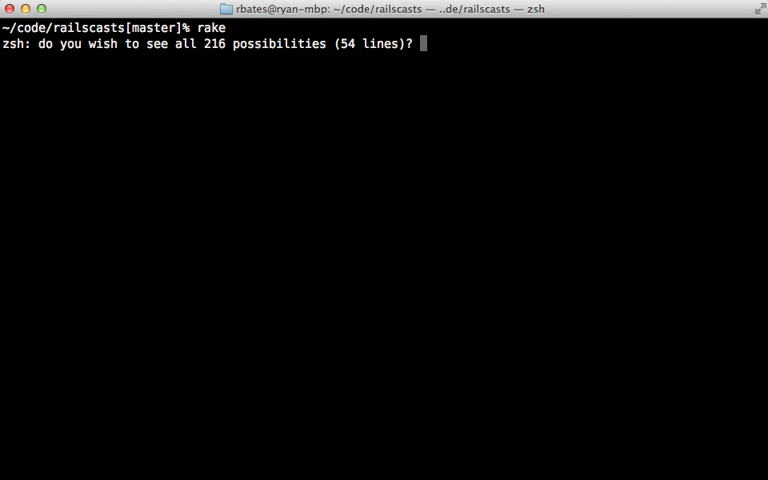 rbates@ryan-mbp: ~/code/railscasts — ..de/railscasts — zsh
~/code/railscasts[master]% rake
zsh: do you wish to see all 216 possibilities (54 lines)?